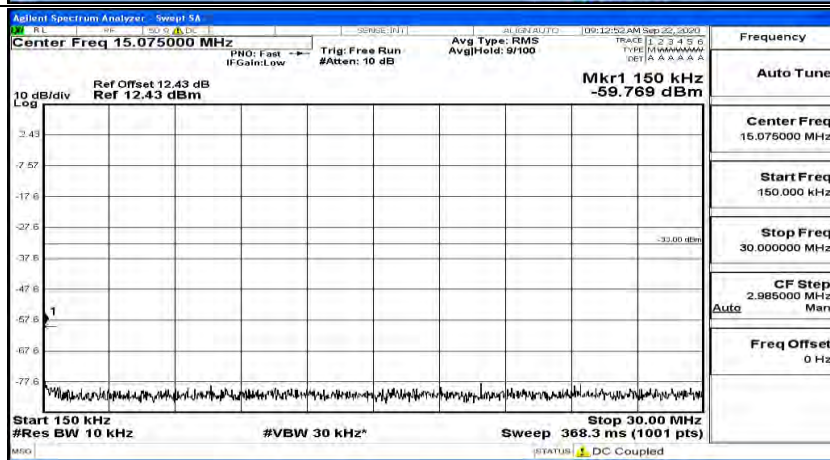 Agilent Spectrum Analyzer - Swept SA
RL RF 50 Ω DC SENSE:INT ALIGN AUTO 09:12:52 AM Sep 22, 2020
Center Freq 15.075000 MHz
PNO: Fast
IFGain:Low
Trig: Free Run
#Atten: 10 dB
Avg Type: RMS
Avg|Hold: 9/100
TRACE 1 2 3 4 5 6
TYPE MWWWWW
DET A A A A A A
Ref Offset 12.43 dB
10 dB/div Ref 12.43 dBm
Log
Mkr1 150 kHz
-59.769 dBm
2.43
-7.57
-17.6
-27.6
-33.00 dBm
-37.6
-47.6
1
-57.6
-67.6
-77.6
Start 150 kHz
Stop 30.00 MHz
#Res BW 10 kHz
#VBW 30 kHz*
Sweep 368.3 ms (1001 pts)
MSG
STATUS DC Coupled
Frequency
Auto Tune
Center Freq
15.075000 MHz
Start Freq
150.000 kHz
Stop Freq
30.000000 MHz
CF Step
2.985000 MHz
Auto Man
Freq Offset
0 Hz